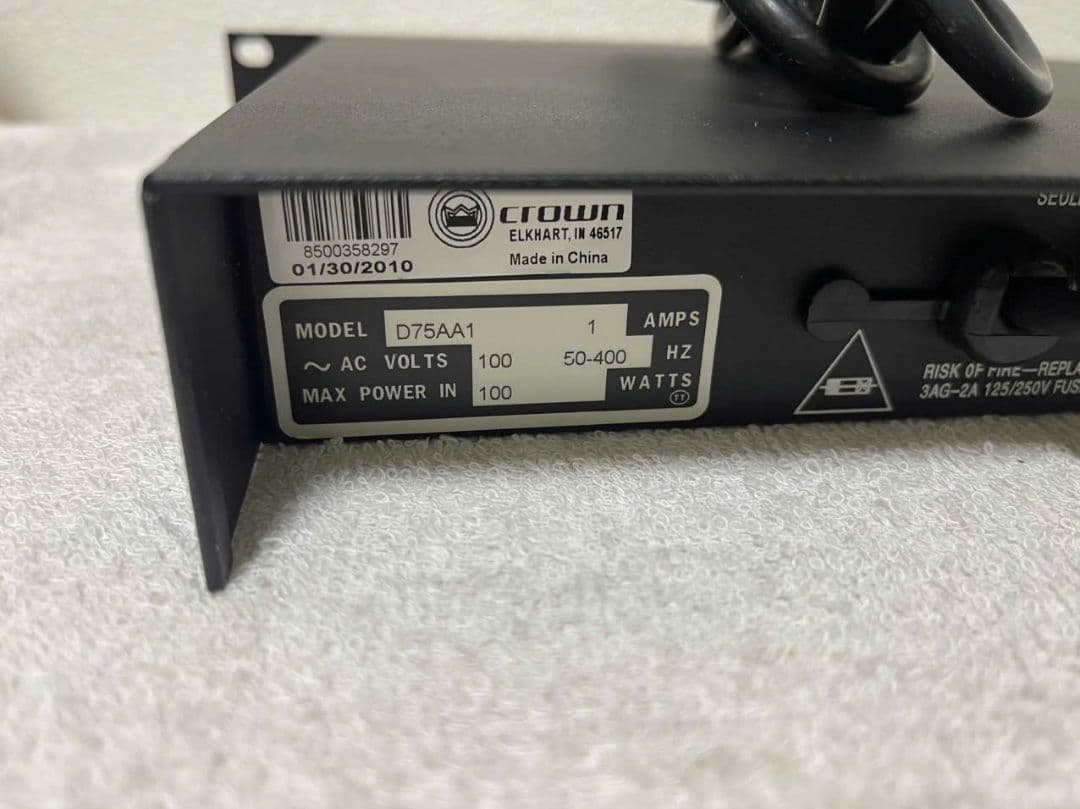 8500358297
01/30/2010
crown
ELKHART, IN 46517
Made in China
MODEL D75AA1 1 AMPS
~ AC VOLTS 100 50-400 HZ
MAX POWER IN 100 WATTS
TT
RISK OF FIRE—REPLA
3AG-2A 125/250V FUS